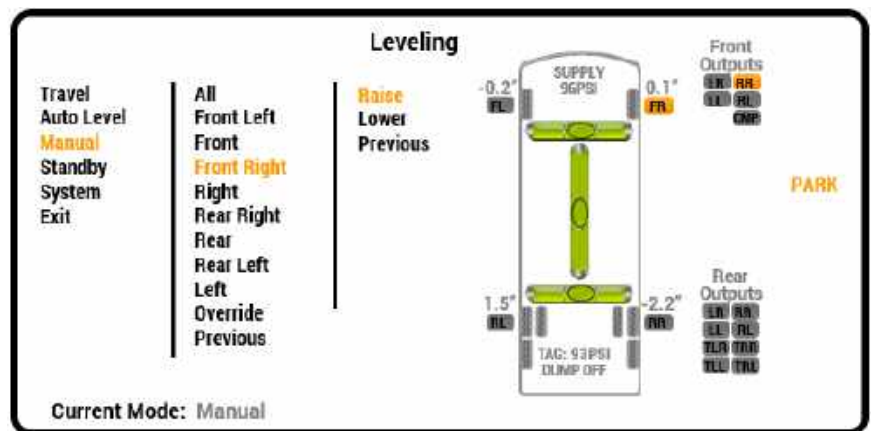 Leveling
Travel
Auto Level
Manual
Standby
System
Exit
All
Front Left
Front
Front Right
Right
Rear Right
Rear
Rear Left
Left
Override
Previous
Raise
Lower
Previous
SUPPLY
96PSI
-0.2"
FL
0.1"
FR
1.5"
RL
-2.2"
RR
TAG: 93PSI
DUMP OFF
Front
Outputs
LR RR
LL RL
CMP
PARK
Rear
Outputs
LR RR
LL RL
TLR TRR
TLL TRL
Current Mode: Manual